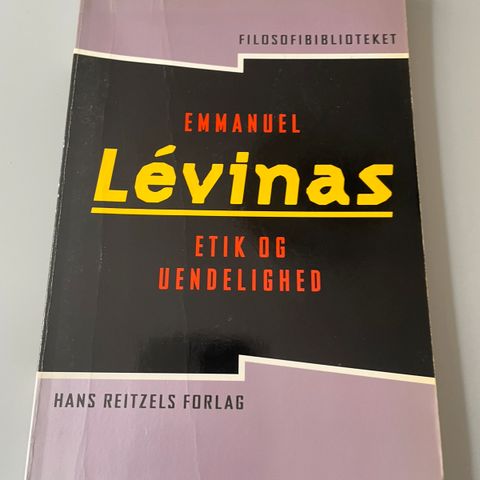 FILOSOFIBIBLIOTEKET
EMMANUEL
Lévinas
ETIK OG
UENDELIGHED
HANS REITZELS FORLAG